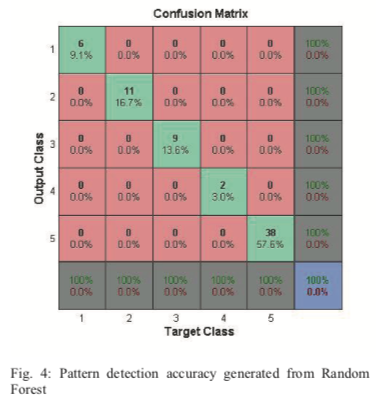 Confusion Matrix
1 6 0 0 0 0 100%
9.1% 0.0% 0.0% 0.0% 0.0% 0.0%
2 0 11 0 0 0 100%
0.0% 16.7% 0.0% 0.0% 0.0% 0.0%
3 0 0 9 0 0 100%
0.0% 0.0% 13.6% 0.0% 0.0% 0.0%
4 0 0 0 2 0 100%
0.0% 0.0% 0.0% 3.0% 0.0% 0.0%
5 0 0 0 0 38 100%
0.0% 0.0% 0.0% 0.0% 57.6% 0.0%
100% 100% 100% 100% 100% 100%
0.0% 0.0% 0.0% 0.0% 0.0% 0.0%
1 2 3 4 5
Output Class
Target Class
Fig. 4: Pattern detection accuracy generated from Random
Forest